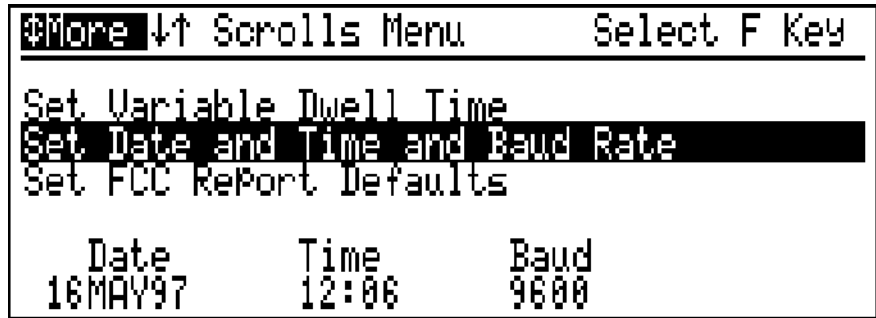 ⇕More ↓↑ Scrolls Menu Select F Key
Set Variable Dwell Time
Set Date and Time and Baud Rate
Set FCC Report Defaults
Date Time Baud
16MAY97 12:06 9600